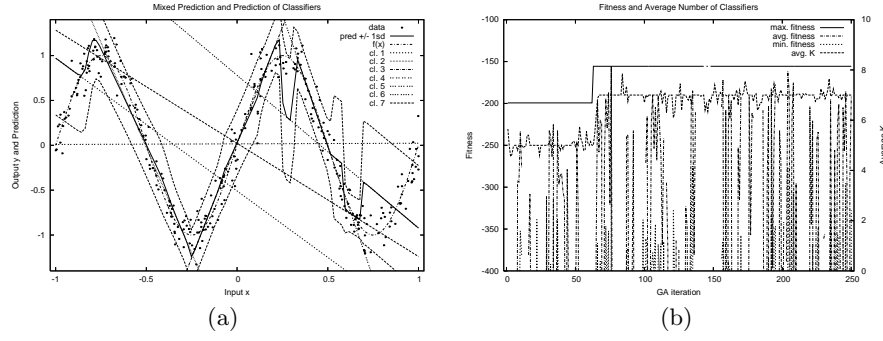 Mixed Prediction and Prediction of Classifiers
data
pred +/- 1sd
f(x)
cl. 1
cl. 2
cl. 3
cl. 4
cl. 5
cl. 6
cl. 7
Output y and Prediction
1
0.5
0
-0.5
-1
-1 -0.5 0 0.5 1
Input x
(a)
Fitness and Average Number of Classifiers
max. fitness
avg. fitness
min. fitness
avg. K
Fitness
-100
-150
-200
-250
-300
-350
-400
10
8
6
4
2
0
Average K
0 50 100 150 200 250
GA iteration
(b)